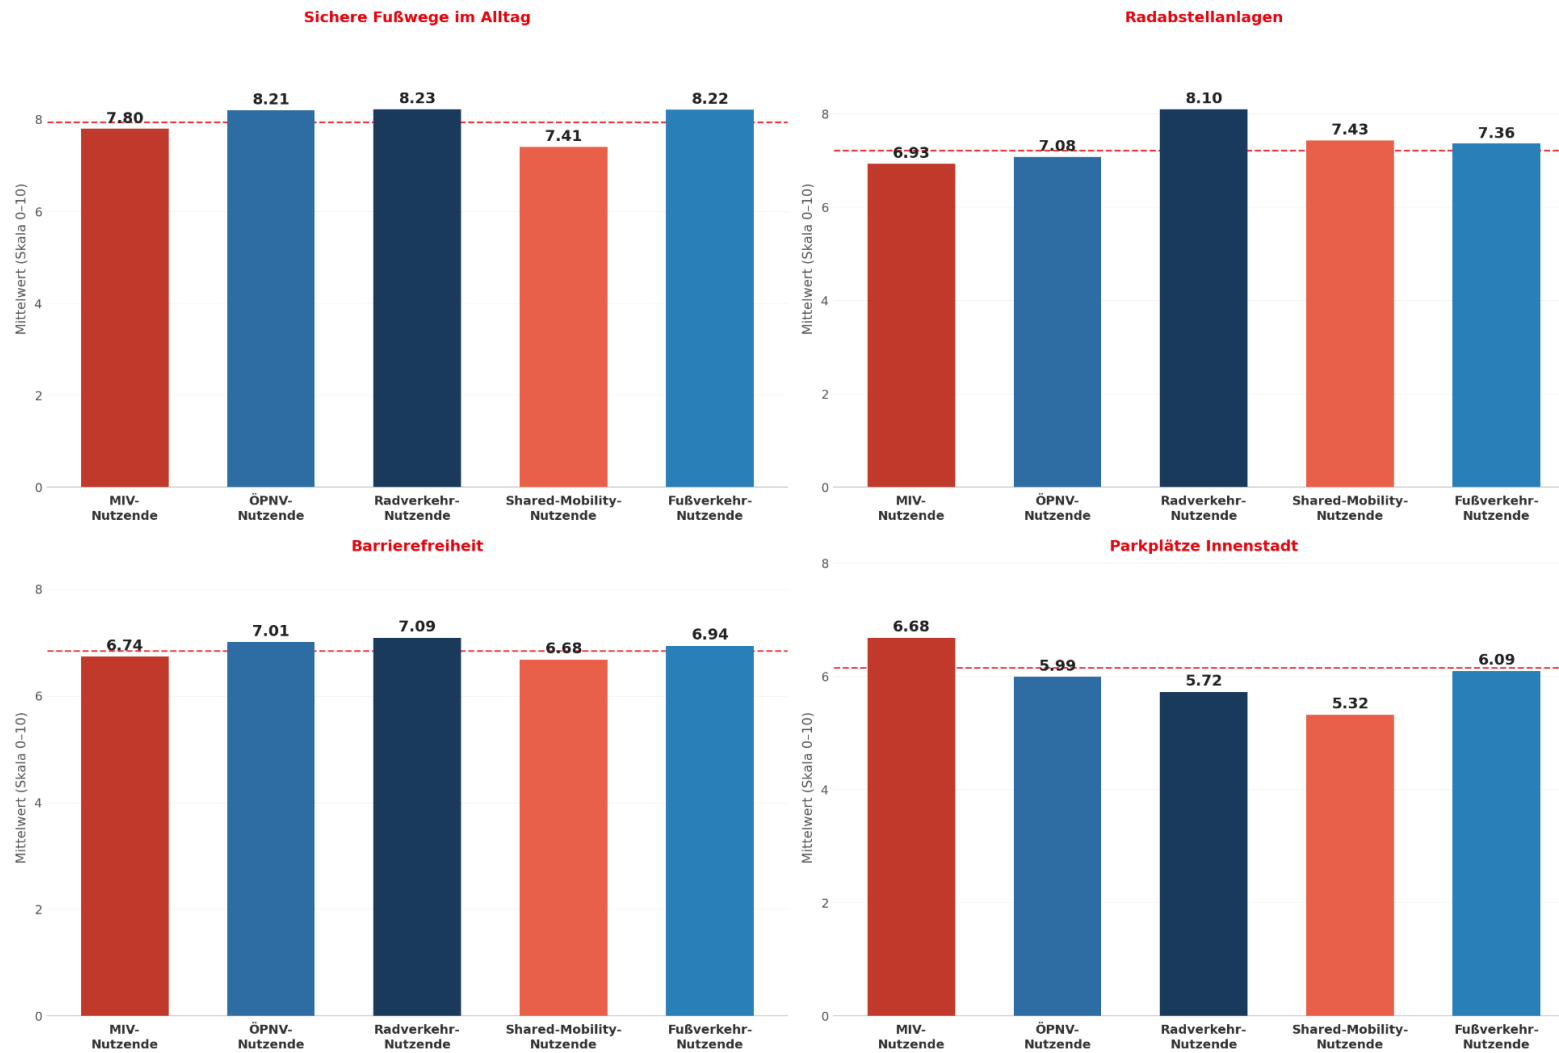 Sichere Fußwege im Alltag
Mittelwert (Skala 0–10)
8
6
4
2
0
7.80
8.21
8.23
7.41
8.22
MIV-
Nutzende
ÖPNV-
Nutzende
Radverkehr-
Nutzende
Shared-Mobility-
Nutzende
Fußverkehr-
Nutzende
Radabstellanlagen
Mittelwert (Skala 0–10)
8
6
4
2
0
6.93
7.08
8.10
7.43
7.36
MIV-
Nutzende
ÖPNV-
Nutzende
Radverkehr-
Nutzende
Shared-Mobility-
Nutzende
Fußverkehr-
Nutzende
Barrierefreiheit
Mittelwert (Skala 0–10)
8
6
4
2
0
6.74
7.01
7.09
6.68
6.94
MIV-
Nutzende
ÖPNV-
Nutzende
Radverkehr-
Nutzende
Shared-Mobility-
Nutzende
Fußverkehr-
Nutzende
Parkplätze Innenstadt
Mittelwert (Skala 0–10)
8
6
4
2
0
6.68
5.99
5.72
5.32
6.09
MIV-
Nutzende
ÖPNV-
Nutzende
Radverkehr-
Nutzende
Shared-Mobility-
Nutzende
Fußverkehr-
Nutzende